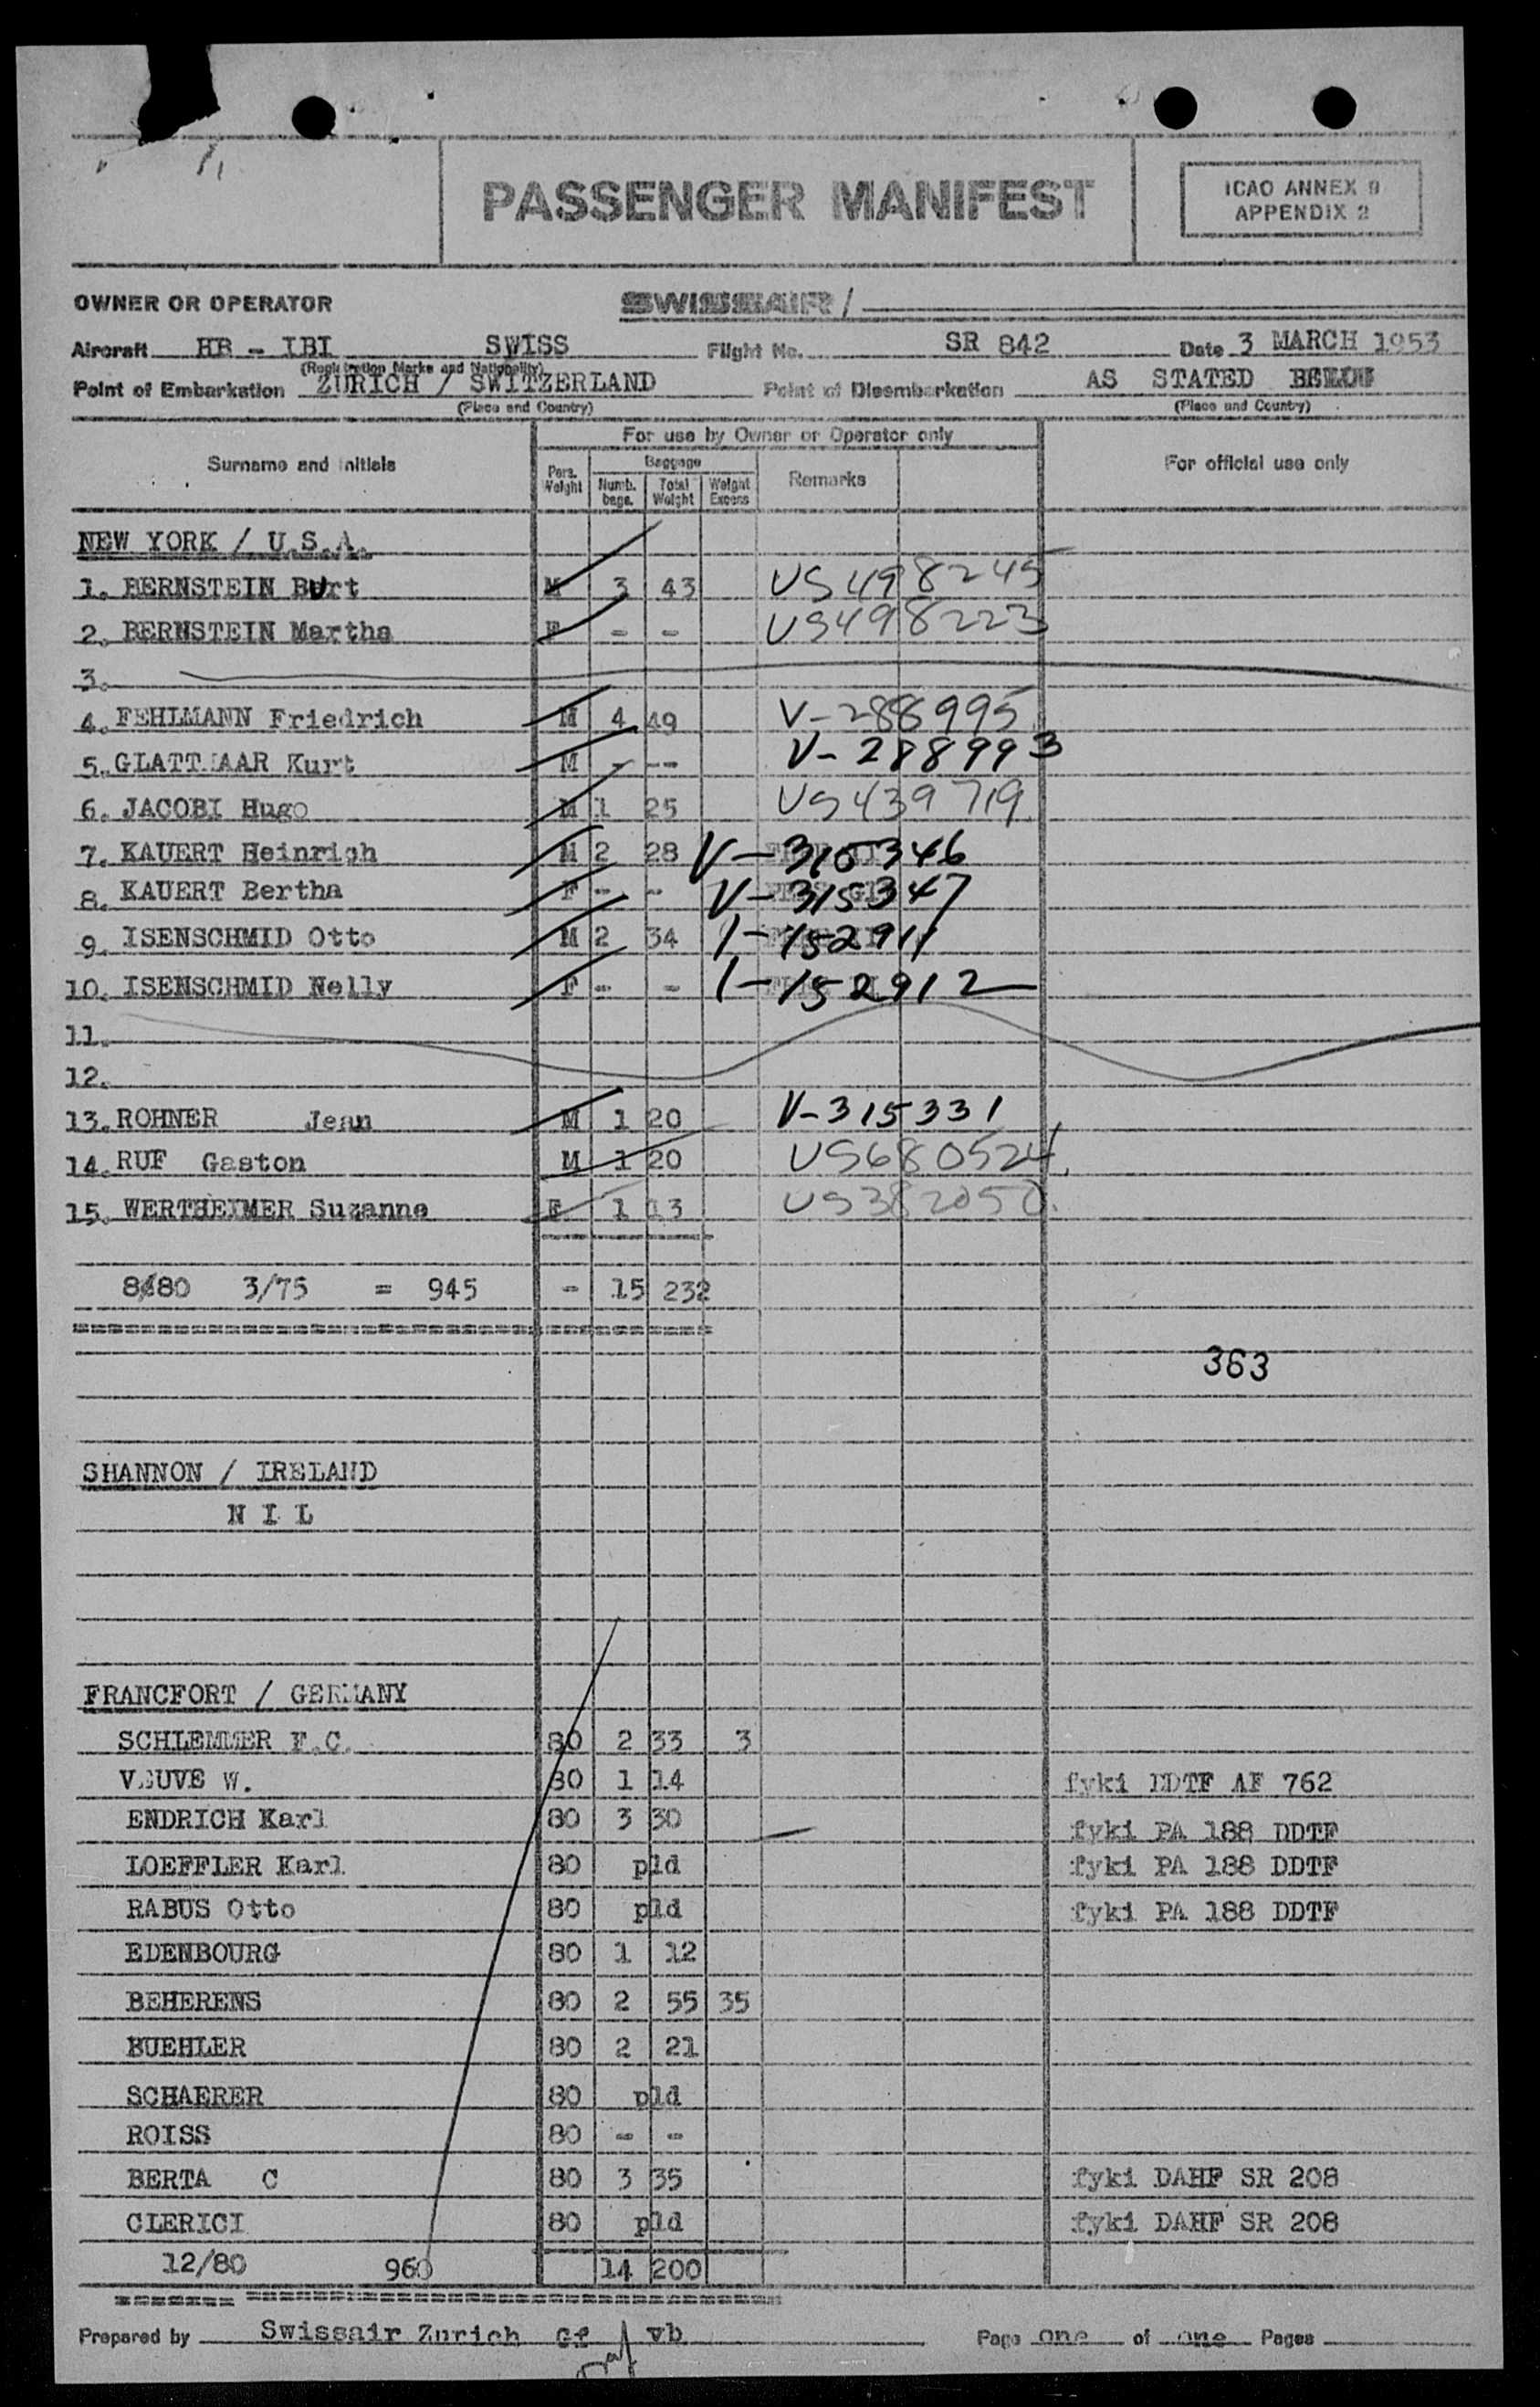 PASSENGER MANIFEST
ICAO ANNEX 9
APPENDIX 2
OWNER OR OPERATOR SWISSAIR /
Aircraft HB - IBI SWISS Flight No. SR 842 Date 3 MARCH 1953
(Registration Marks and Nationality)
Point of Embarkation ZURICH / SWITZERLAND Point of Disembarkation AS STATED BELOW
(Place and Country) (Place and Country)
For use by Owner or Operator only
Surname and Initials Pers. Weight Baggage Numb. bags. Total Weight Weight Excess Remarks For official use only
NEW YORK / U.S.A.
1. BERNSTEIN Burt M 3 43 US498245
2. BERNSTEIN Martha F - - US498223
3.
4. FEHLMANN Friedrich M 4 49 V-288995
5. GLATTHAAR Kurt M - -- V-288993
6. JACOBI Hugo M 1 25 US439719
7. KAUERT Heinrich M 2 28 V-315346
8. KAUERT Bertha F - - V-315347
9. ISENSCHMID Otto M 2 34 1-152911
10. ISENSCHMID Nelly F - - 1-152912
11.
12.
13. ROHNER Jean M 1 20 V-315331
14. RUF Gaston M 1 20 US680524
15. WERTHEIMER Suzanne F 1 13 US382050
8/80 3/75 = 945 - 15 232
363
SHANNON / IRELAND
N I L
FRANCFORT / GERMANY
SCHLEMMER F.C. 80 2 33 3
VEUVE W. 80 1 14 fyki DDTF AF 762
ENDRICH Karl 80 3 30 fyki PA 188 DDTF
LOEFFLER Karl 80 pld fyki PA 188 DDTF
RABUS Otto 80 pld fyki PA 188 DDTF
EDENBOURG 80 1 12
BEHERENS 80 2 55 35
BUEHLER 80 2 21
SCHAERER 80 pld
ROISS 80 - -
BERTA C 80 3 35 fyki DAHF SR 208
CLERICI 80 pld fyki DAHF SR 208
12/80 960 14 200
Prepared by Swissair Zurich Gf / vb Page one of one Pages